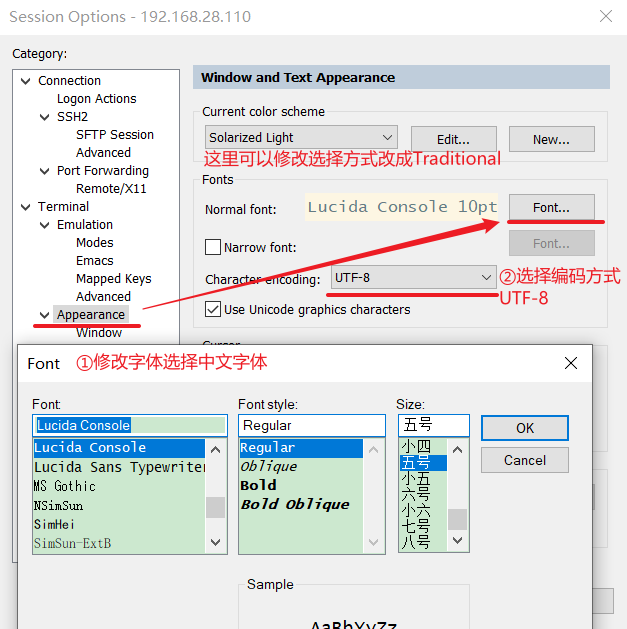 Session Options - 192.168.28.110
Category:
Connection
Logon Actions
SSH2
SFTP Session
Advanced
Port Forwarding
Remote/X11
Terminal
Emulation
Modes
Emacs
Mapped Keys
Advanced
Appearance
Window
Window and Text Appearance
Current color scheme
Solarized Light
Edit...
New...
这里可以修改选择方式改成Traditional
Fonts
Normal font:
Lucida Console 10pt
Font...
Narrow font:
Font...
Character encoding:
UTF-8
②选择编码方式
UTF-8
Use Unicode graphics characters
Font
①修改字体选择中文字体
Font:
Lucida Console
Lucida Console
Lucida Sans Typewriter
MS Gothic
NSimSun
SimHei
SimSun-ExtB
Font style:
Regular
Regular
Oblique
Bold
Bold Oblique
Size:
五号
小四
五号
小五
六号
小六
七号
八号
OK
Cancel
Sample
AaBbYyZz